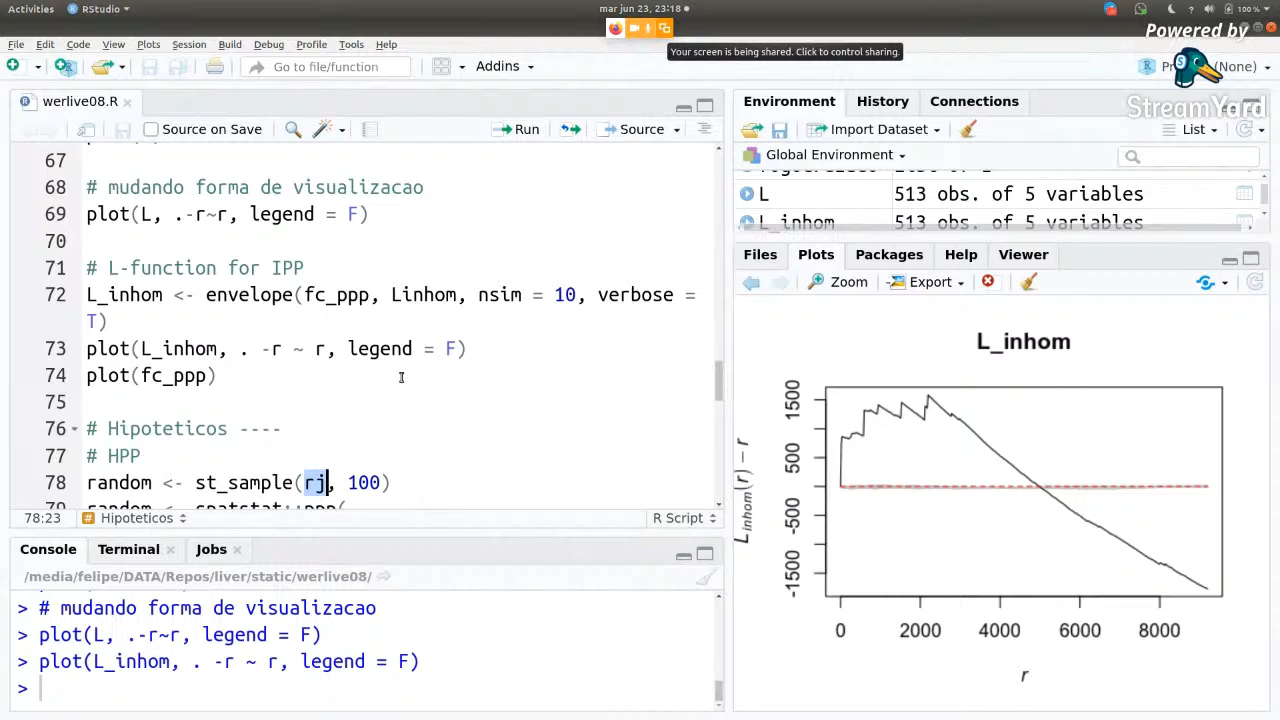 Activities RStudio mar jun 23, 23:18 100 %
Your screen is being shared. Click to control sharing.
Powered by
StreamYard
File Edit Code View Plots Session Build Debug Profile Tools Help
Go to file/function Addins (None)
werlive08.R
Source on Save Run Source
67
68 # mudando forma de visualizacao
69 plot(L, .-r~r, legend = F)
70
71 # L-function for IPP
72 L_inhom <- envelope(fc_ppp, Linhom, nsim = 10, verbose =
T)
73 plot(L_inhom, . -r ~ r, legend = F)
74 plot(fc_ppp)
75
76 # Hipoteticos ----
77 # HPP
78 random <- st_sample(rj, 100)
78:23 Hipoteticos R Script
Console Terminal Jobs
/media/felipe/DATA/Repos/liver/static/werlive08/
> # mudando forma de visualizacao
> plot(L, .-r~r, legend = F)
> plot(L_inhom, . -r ~ r, legend = F)
>
Environment History Connections
Import Dataset List
Global Environment
L 513 obs. of 5 variables
L_inhom 513 obs. of 5 variables
Files Plots Packages Help Viewer
Zoom Export
L_inhom
L inhom(r) − r
1500
500
-500
-1500
0 2000 4000 6000 8000
r